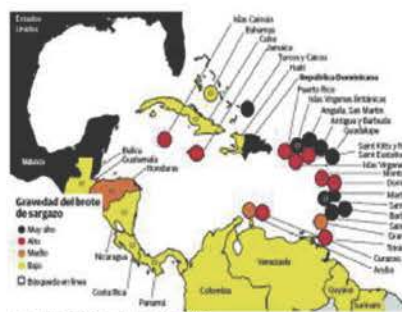 Estados
Unidos
Islas Caimán
Bahamas
Cuba
Jamaica
Turcos y Caicos
Haití
República Dominicana
Puerto Rico
Islas Vírgenes Británicas
Anguila, San Martín
Antigua y Barbuda
Guadalupe
Saint Kitts y N
Islas Vírgenes
México
Belice
Guatemala
Honduras
Gravedad del brote
de sargazo
Muy alto
Alto
Medio
Bajo
Búsqueda en línea
Nicaragua
Costa Rica
Panamá
Colombia
Venezuela
Guyana
Surinam
Curazao
Aruba